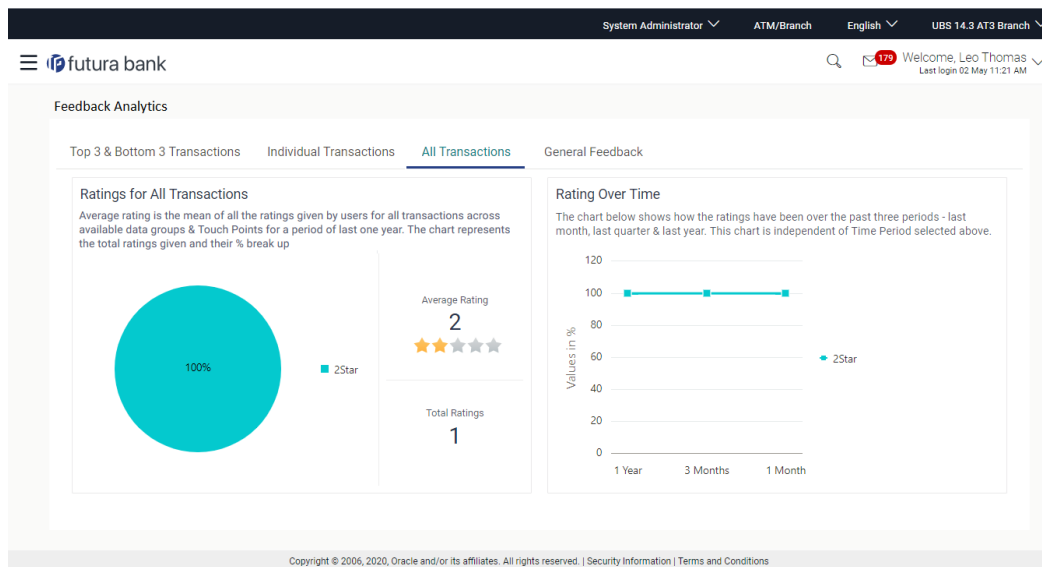 System Administrator ATM/Branch English UBS 14.3 AT3 Branch
futura bank 179 Welcome, Leo Thomas
Last login 02 May 11:21 AM
Feedback Analytics
Top 3 & Bottom 3 Transactions Individual Transactions All Transactions General Feedback
Ratings for All Transactions
Average rating is the mean of all the ratings given by users for all transactions across
available data groups & Touch Points for a period of last one year. The chart represents
the total ratings given and their % break up
100%
2Star
Average Rating
2
Total Ratings
1
Rating Over Time
The chart below shows how the ratings have been over the past three periods - last
month, last quarter & last year. This chart is independent of Time Period selected above.
Values in %
120
100
80
60
40
20
0
1 Year 3 Months 1 Month
2Star
Copyright © 2006, 2020, Oracle and/or its affiliates. All rights reserved. | Security Information | Terms and Conditions